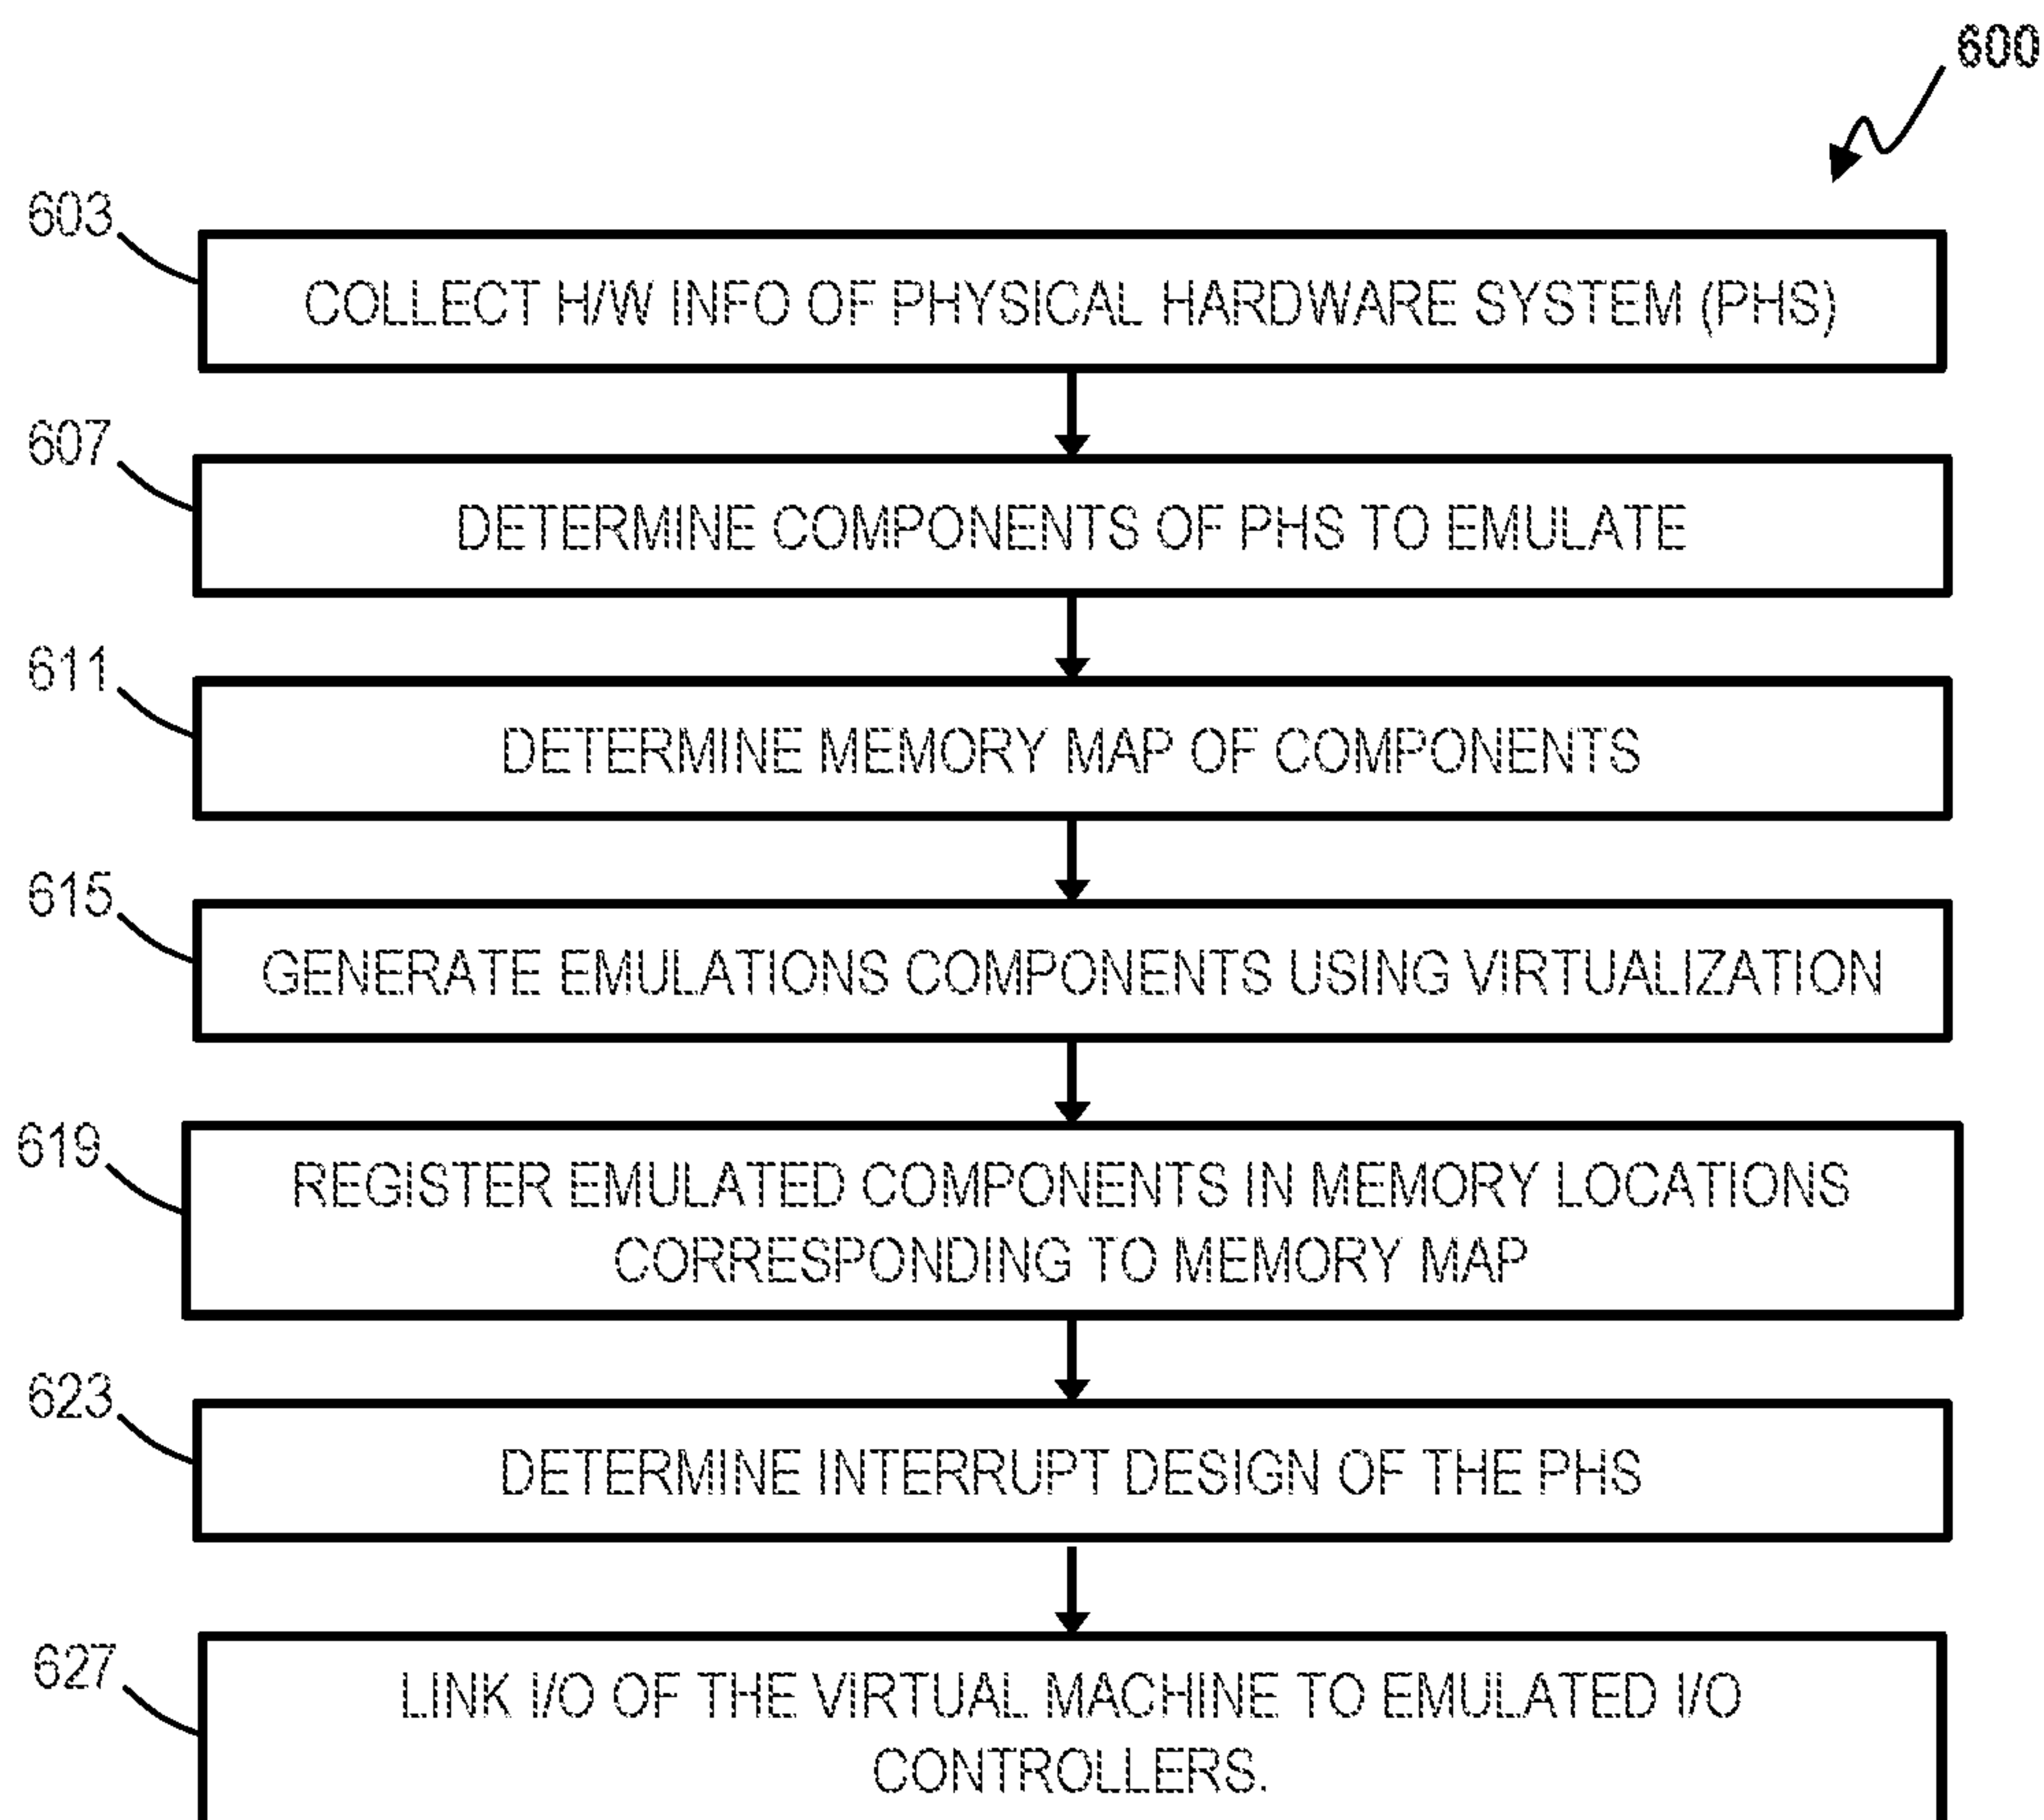 600
603
COLLECT H/W INFO OF PHYSICAL HARDWARE SYSTEM (PHS)
607
DETERMINE COMPONENTS OF PHS TO EMULATE
611
DETERMINE MEMORY MAP OF COMPONENTS
615
GENERATE EMULATIONS COMPONENTS USING VIRTUALIZATION
619
REGISTER EMULATED COMPONENTS IN MEMORY LOCATIONS
CORRESPONDING TO MEMORY MAP
623
DETERMINE INTERRUPT DESIGN OF THE PHS
627
LINK I/O OF THE VIRTUAL MACHINE TO EMULATED I/O
CONTROLLERS.